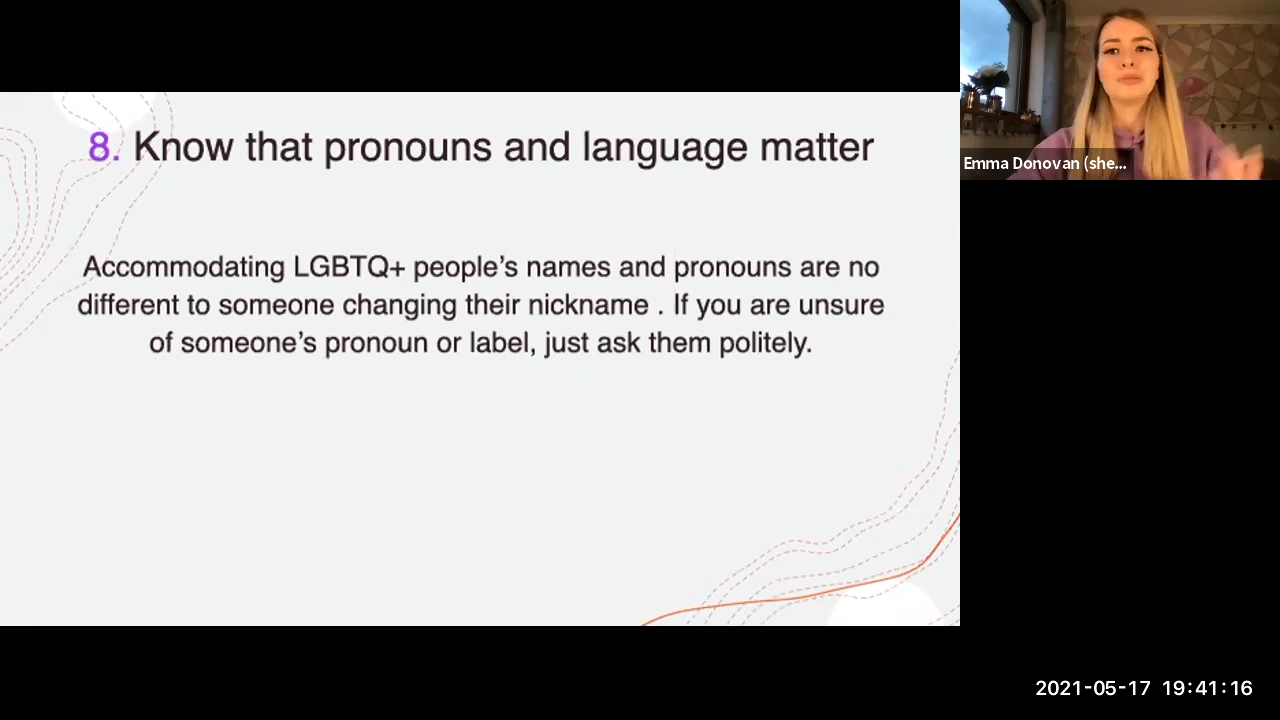 8. Know that pronouns and language matter
Accommodating LGBTQ+ people’s names and pronouns are no
different to someone changing their nickname . If you are unsure
of someone’s pronoun or label, just ask them politely.
Emma Donovan (she...
2021-05-17 19:41:16